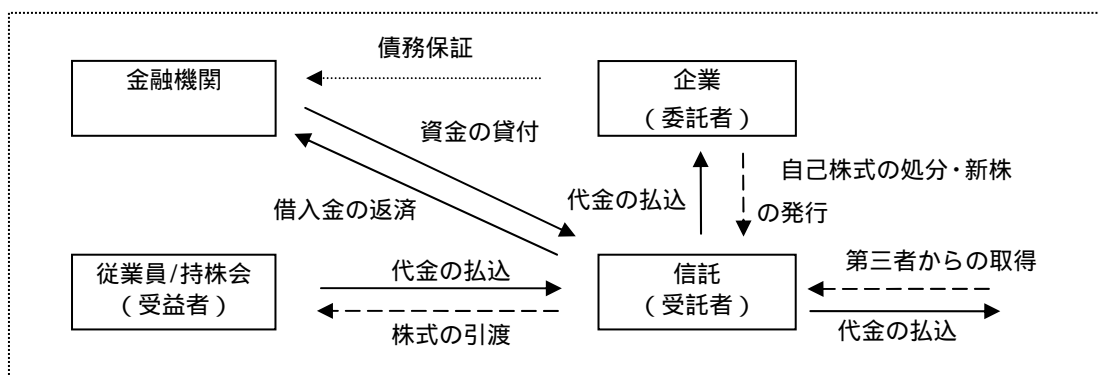 債務保証
金融機関
企業
(委託者)
資金の貸付
自己株式の処分・新株
の発行
代金の払込
借入金の返済
従業員/持株会
(受益者)
代金の払込
株式の引渡
信託
(受託者)
第三者からの取得
代金の払込